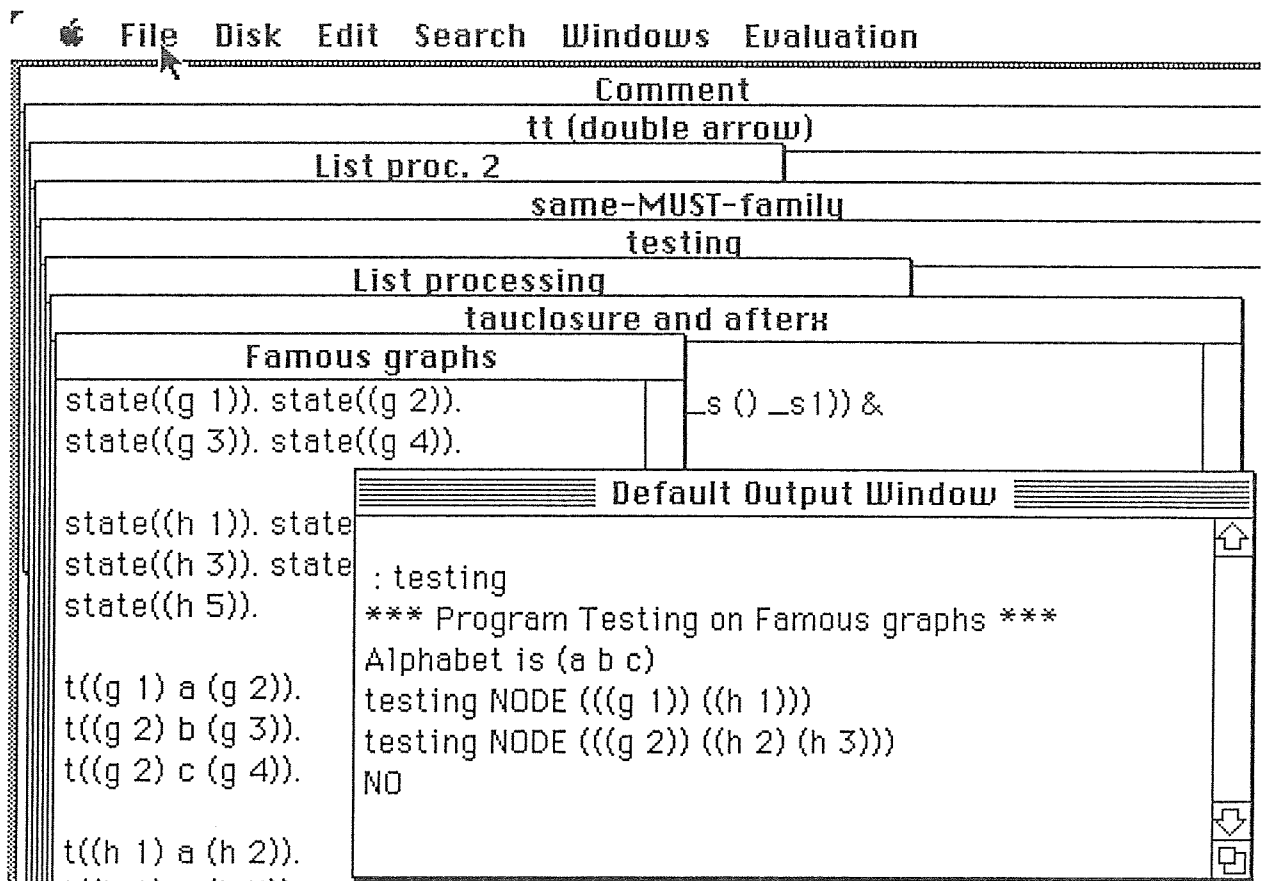 File Disk Edit Search Windows Evaluation
Comment
tt (double arrow)
List proc. 2
same-MUST-family
testing
List processing
tauclosure and afterx
Famous graphs
state((g 1)). state((g 2)).
state((g 3)). state((g 4)).
state((h 1)). state
state((h 3)). state
state((h 5)).
t((g 1) a (g 2)).
t((g 2) b (g 3)).
t((g 2) c (g 4)).
t((h 1) a (h 2)).
_s () _s1)) &
Default Output Window
: testing
*** Program Testing on Famous graphs ***
Alphabet is (a b c)
testing NODE (((g 1)) ((h 1)))
testing NODE (((g 2)) ((h 2) (h 3)))
NO